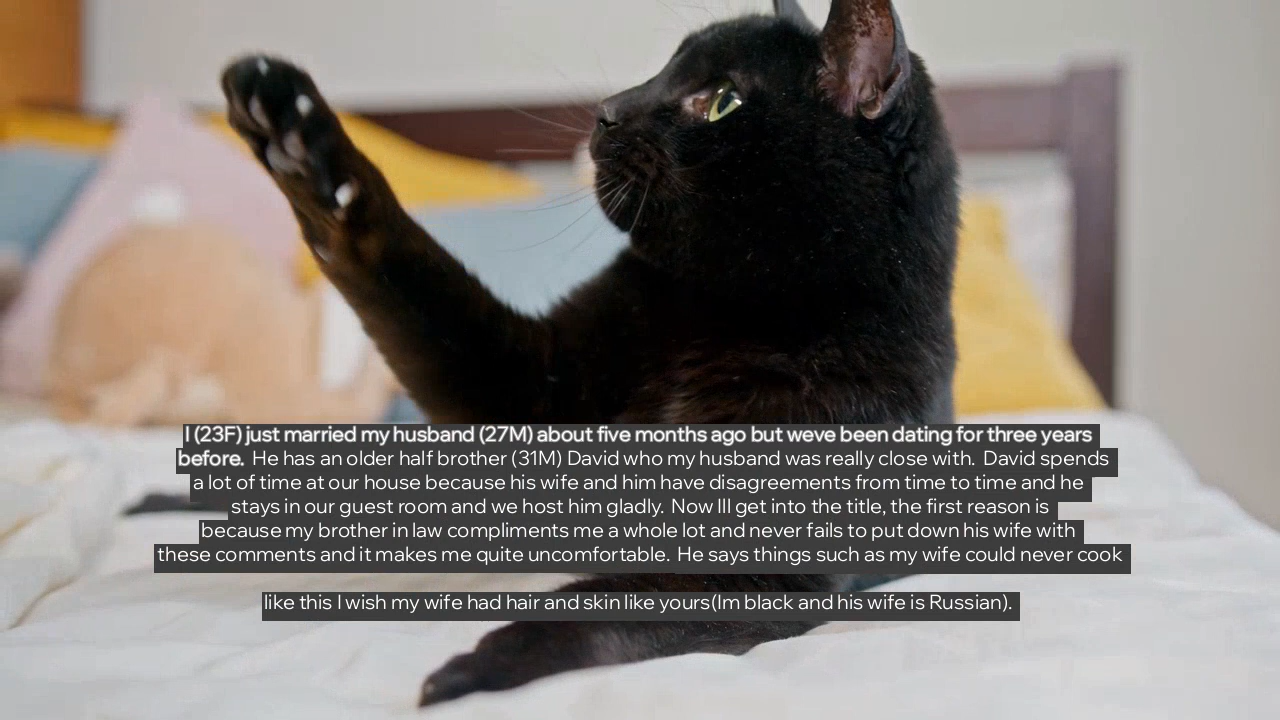 I (23F) just married my husband (27M) about five months ago but weve been dating for three years
before. He has an older half brother (31M) David who my husband was really close with. David spends
a lot of time at our house because his wife and him have disagreements from time to time and he
stays in our guest room and we host him gladly. Now Ill get into the title, the first reason is
because my brother in law compliments me a whole lot and never fails to put down his wife with
these comments and it makes me quite uncomfortable. He says things such as my wife could never cook
like this I wish my wife had hair and skin like yours(Im black and his wife is Russian).